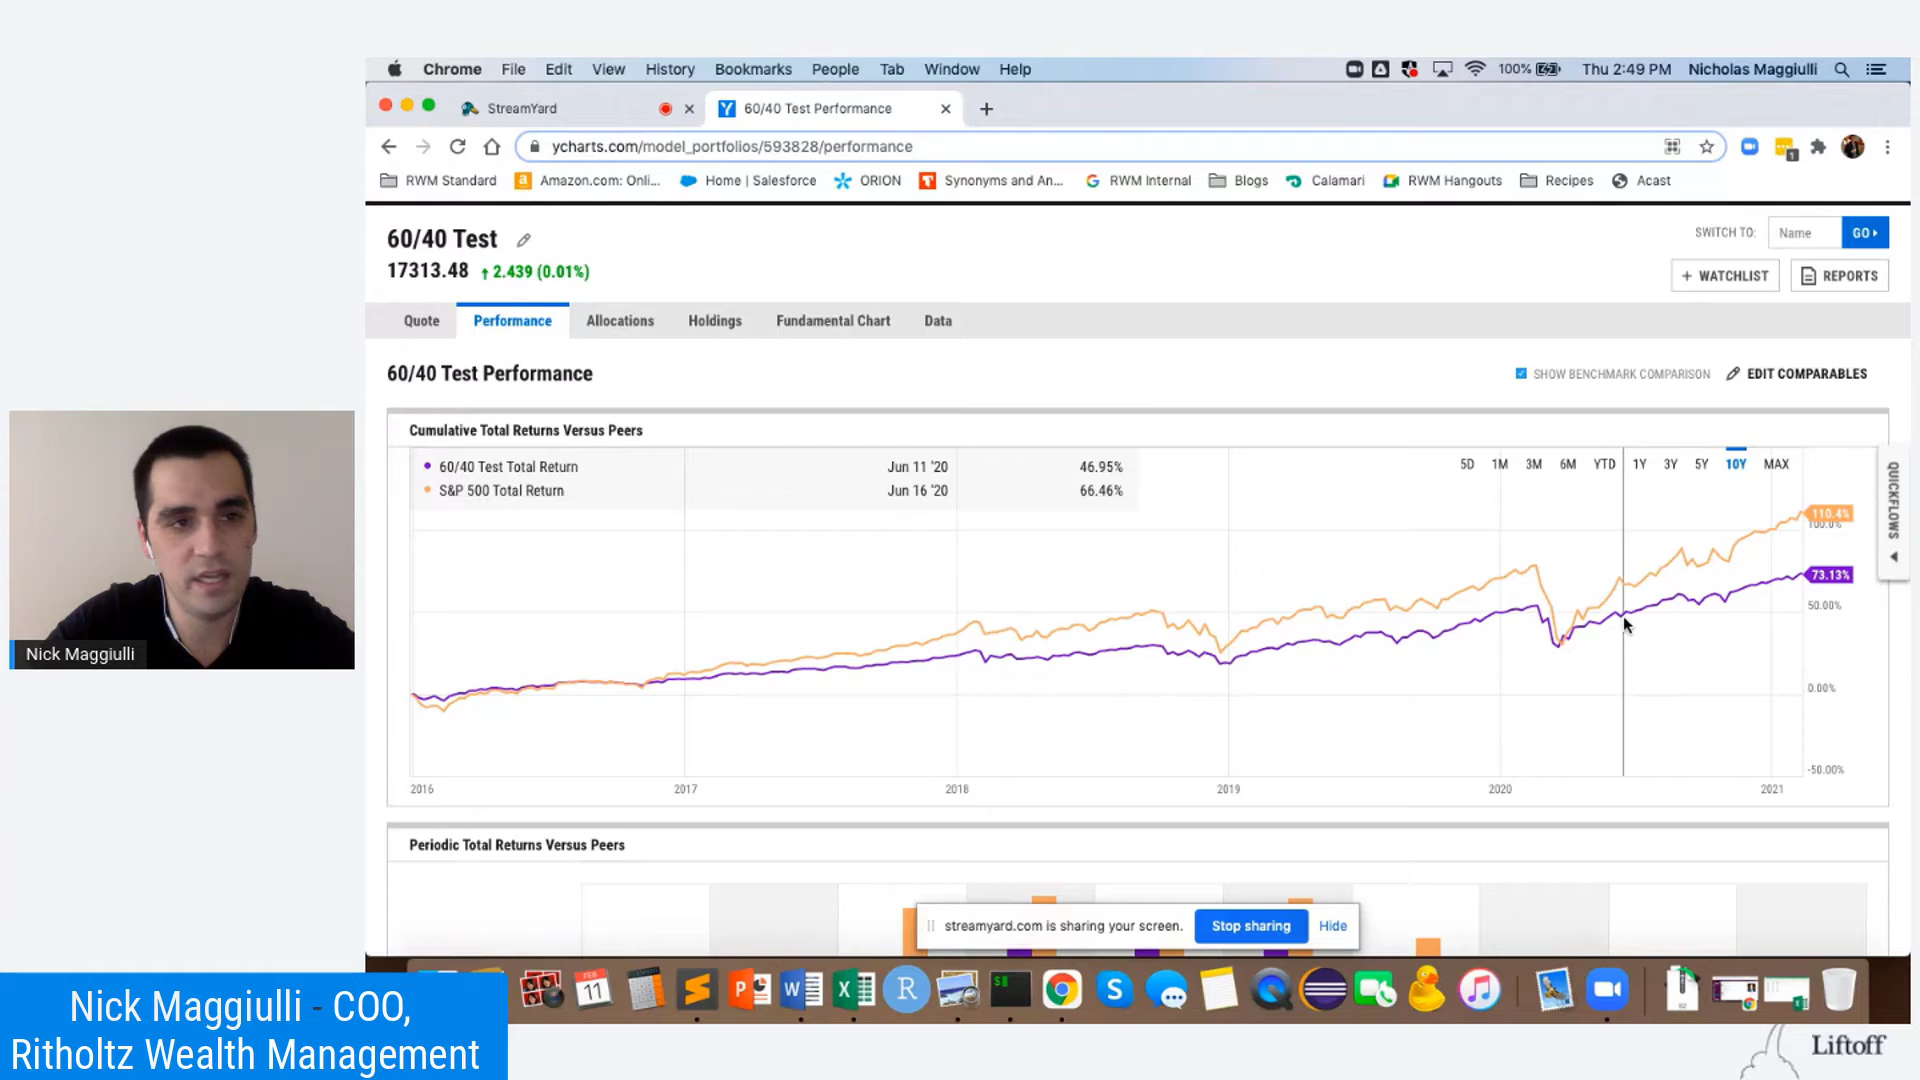 Chrome File Edit View History Bookmarks People Tab Window Help 100% Thu 2:49 PM Nicholas Maggiulli
StreamYard 60/40 Test Performance
ycharts.com/model_portfolios/593828/performance
RWM Standard Amazon.com: Onli... Home | Salesforce ORION Synonyms and An... RWM Internal Blogs Calamari RWM Hangouts Recipes Acast
60/40 Test
SWITCH TO: Name GO
17313.48 ↑ 2.439 (0.01%)
+ WATCHLIST REPORTS
Quote Performance Allocations Holdings Fundamental Chart Data
60/40 Test Performance
SHOW BENCHMARK COMPARISON EDIT COMPARABLES
Cumulative Total Returns Versus Peers
60/40 Test Total Return Jun 11 '20 46.95%
S&P 500 Total Return Jun 16 '20 66.46%
5D 1M 3M 6M YTD 1Y 3Y 5Y 10Y MAX
QUICKFLOWS
110.4%
100.0%
73.13%
50.00%
0.00%
-50.00%
2016 2017 2018 2019 2020 2021
Periodic Total Returns Versus Peers
streamyard.com is sharing your screen. Stop sharing Hide
FEB
11
Nick Maggiulli
Nick Maggiulli - COO,
Ritholtz Wealth Management
Liftoff